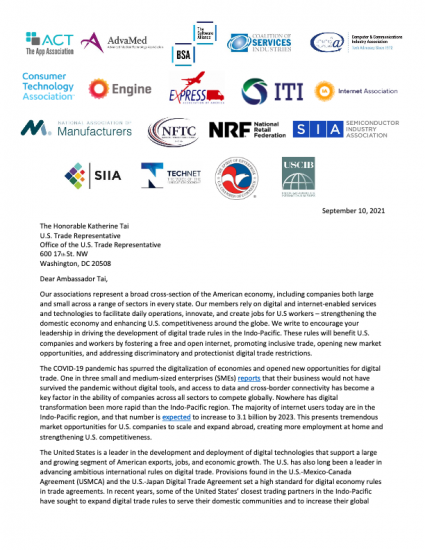 ACT
The App Association
AdvaMed
BSA
The Software Alliance
COALITION OF
SERVICES
INDUSTRIES
Computer & Communications
Industry Association
Consumer
Technology
Association
Engine
EXPRESS
ITI
Internet Association
NATIONAL ASSOCIATION OF
Manufacturers
NFTC
NRF
National
Retail
Federation
SIA
SEMICONDUCTOR
INDUSTRY
ASSOCIATION
SIIA
TECHNET
USCIB
September 10, 2021
The Honorable Katherine Tai
U.S. Trade Representative
Office of the U.S. Trade Representative
600 17th St. NW
Washington, DC 20508
Dear Ambassador Tai,
Our associations represent a broad cross-section of the American economy, including companies both large
and small across a range of sectors in every state. Our members rely on digital and internet-enabled services
and technologies to facilitate daily operations, innovate, and create jobs for U.S workers – strengthening the
domestic economy and enhancing U.S. competitiveness around the globe. We write to encourage your
leadership in driving the development of digital trade rules in the Indo-Pacific. These rules will benefit U.S.
companies and workers by fostering a free and open internet, promoting inclusive trade, opening new market
opportunities, and addressing discriminatory and protectionist digital trade restrictions.
The COVID-19 pandemic has spurred the digitalization of economies and opened new opportunities for digital
trade. One in three small and medium-sized enterprises (SMEs) reports that their business would not have
survived the pandemic without digital tools, and access to data and cross-border connectivity has become a
key factor in the ability of companies across all sectors to compete globally. Nowhere has digital
transformation been more rapid than the Indo-Pacific region. The majority of internet users today are in the
Indo-Pacific region, and that number is expected to increase to 3.1 billion by 2023. This presents tremendous
market opportunities for U.S. companies to scale and expand abroad, creating more employment at home and
strengthening U.S. competitiveness.
The United States is a leader in the development and deployment of digital technologies that support a large
and growing segment of American exports, jobs, and economic growth. The U.S. has also long been a leader in
advancing ambitious international rules on digital trade. Provisions found in the U.S.-Mexico-Canada
Agreement (USMCA) and the U.S.-Japan Digital Trade Agreement set a high standard for digital economy rules
in trade agreements. In recent years, some of the United States' closest trading partners in the Indo-Pacific
have sought to expand digital trade rules to serve their domestic communities and to increase their global